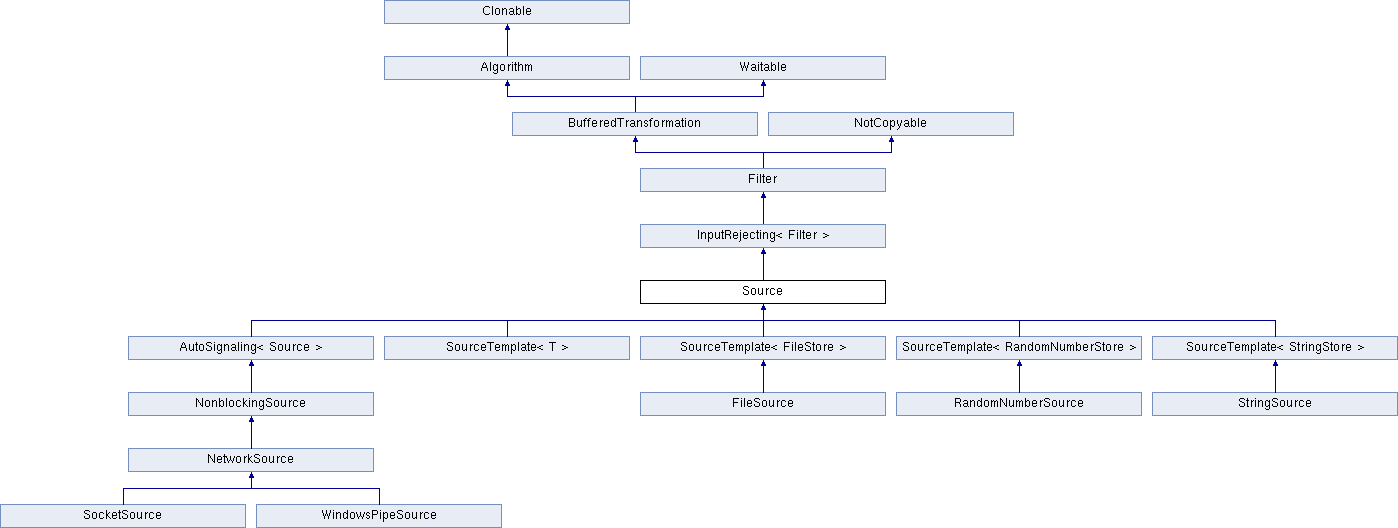 Clonable
Algorithm
Waitable
BufferedTransformation
NotCopyable
Filter
InputRejecting< Filter >
Source
AutoSignaling< Source >
SourceTemplate< T >
SourceTemplate< FileStore >
SourceTemplate< RandomNumberStore >
SourceTemplate< StringStore >
NonblockingSource
FileSource
RandomNumberSource
StringSource
NetworkSource
SocketSource
WindowsPipeSource